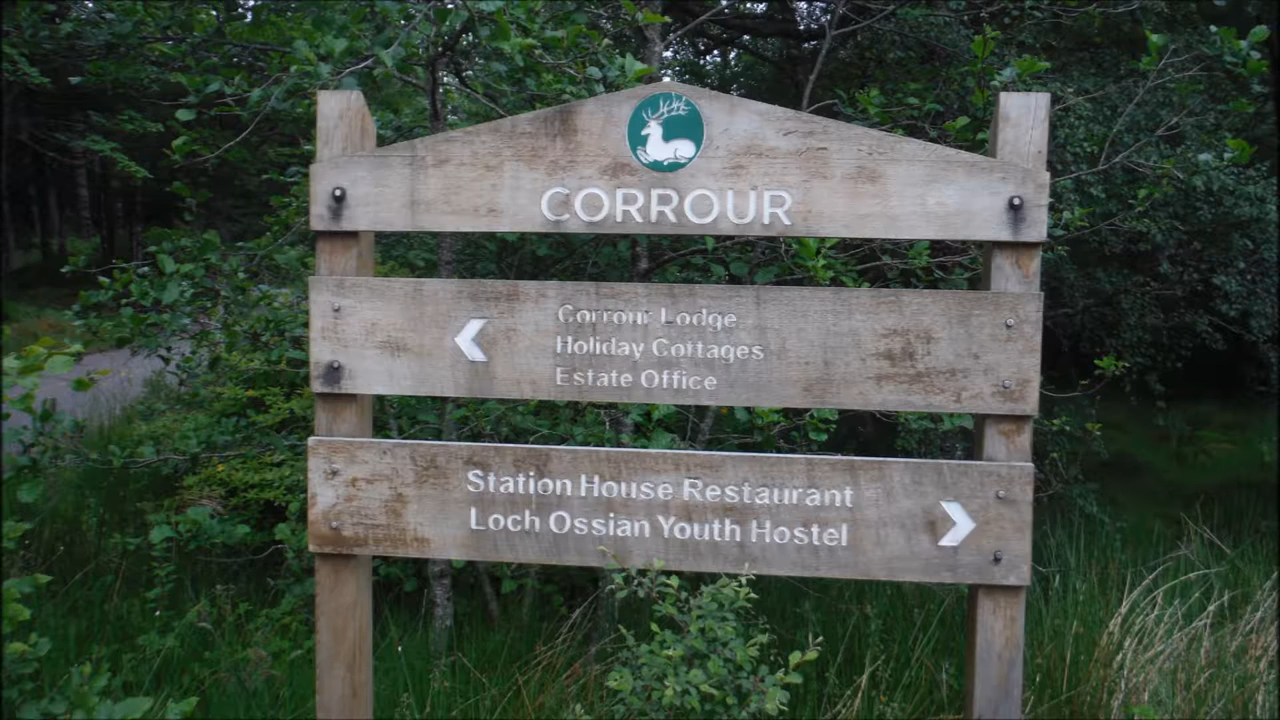 CORROUR
Corrour Lodge
Holiday Cottages
Estate Office
Station House Restaurant
Loch Ossian Youth Hostel